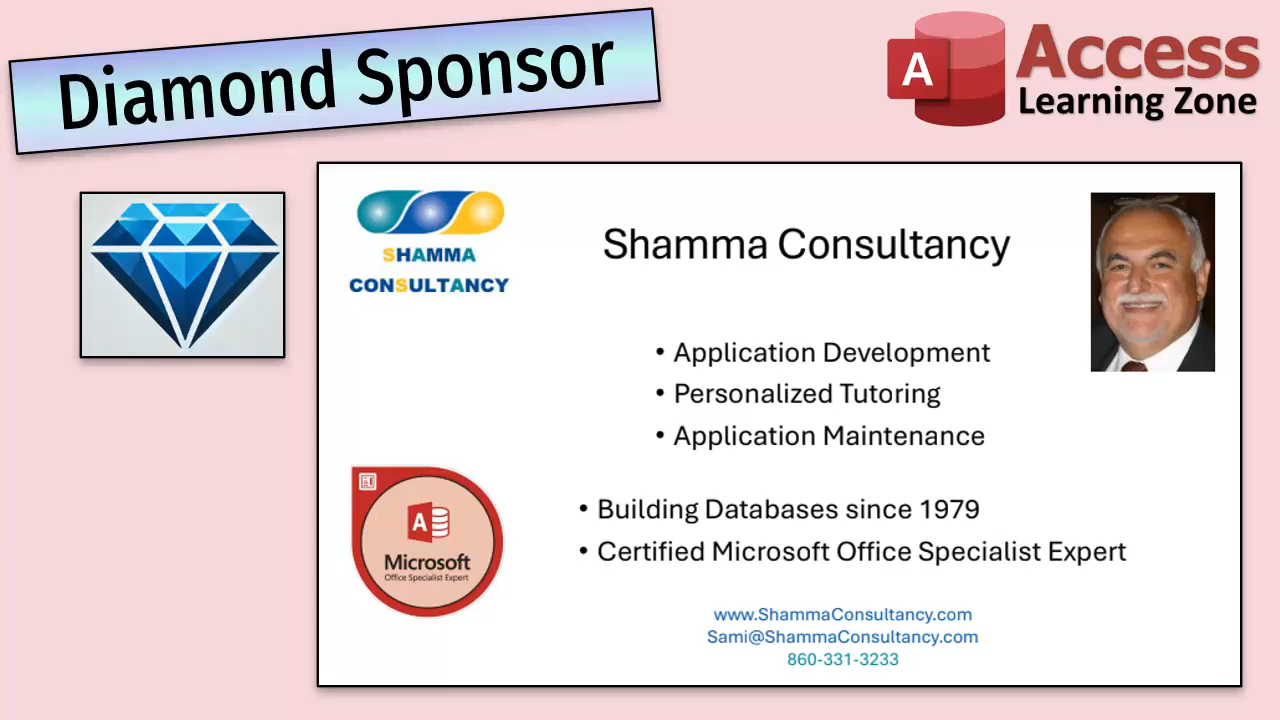 Diamond Sponsor
A
Access
Learning Zone
SHAMMA
CONSULTANCY
Shamma Consultancy
• Application Development
• Personalized Tutoring
• Application Maintenance
A
Microsoft
Office Specialist Expert
• Building Databases since 1979
• Certified Microsoft Office Specialist Expert
www.ShammaConsultancy.com
Sami@ShammaConsultancy.com
860-331-3233